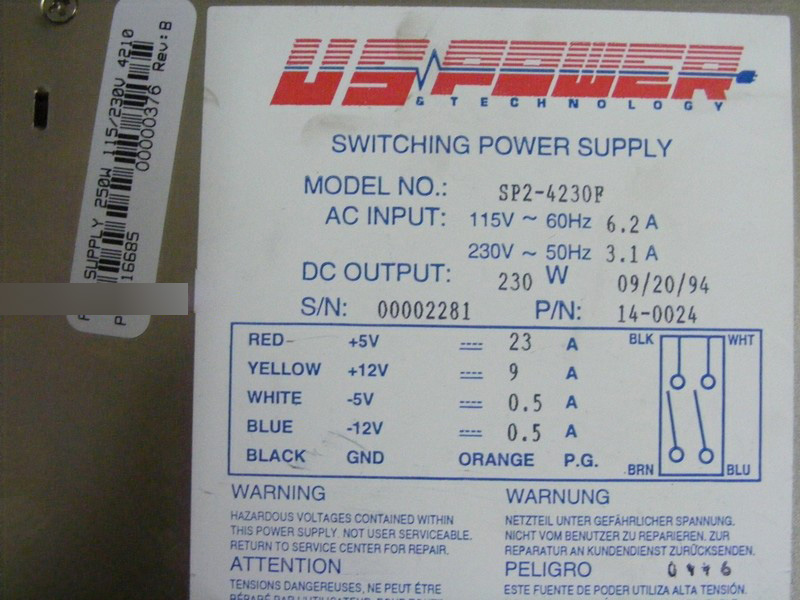 SUPPLY 250W 115/230V 4210
16685
00000376 Rev: B
US POWER
& TECHNOLOGY
SWITCHING POWER SUPPLY
MODEL NO.: SP2-4230F
AC INPUT: 115V ~ 60Hz 6.2 A
230V ~ 50Hz 3.1 A
DC OUTPUT: 230 W 09/20/94
S/N: 00002281 P/N: 14-0024
RED +5V 23 A
YELLOW +12V 9 A
WHITE -5V 0.5 A
BLUE -12V 0.5 A
BLACK GND ORANGE P.G.
BLK WHT
BRN BLU
WARNING
HAZARDOUS VOLTAGES CONTAINED WITHIN
THIS POWER SUPPLY. NOT USER SERVICEABLE.
RETURN TO SERVICE CENTER FOR REPAIR.
ATTENTION
TENSIONS DANGEREUSES, NE PEUT ÉTRE
RÉPARÉ PAR L'UTILISATEUR.
WARNUNG
NETZTEIL UNTER GEFÄHRLICHER SPANNUNG.
NICHT VOM BENUTZER ZU REPARIEREN. ZUR
REPARATUR AN KUNDENDIENST ZURÜCKSENDEN.
PELIGRO
ESTE FUENTE DE PODER UTILIZA ALTA TENSIÓN.